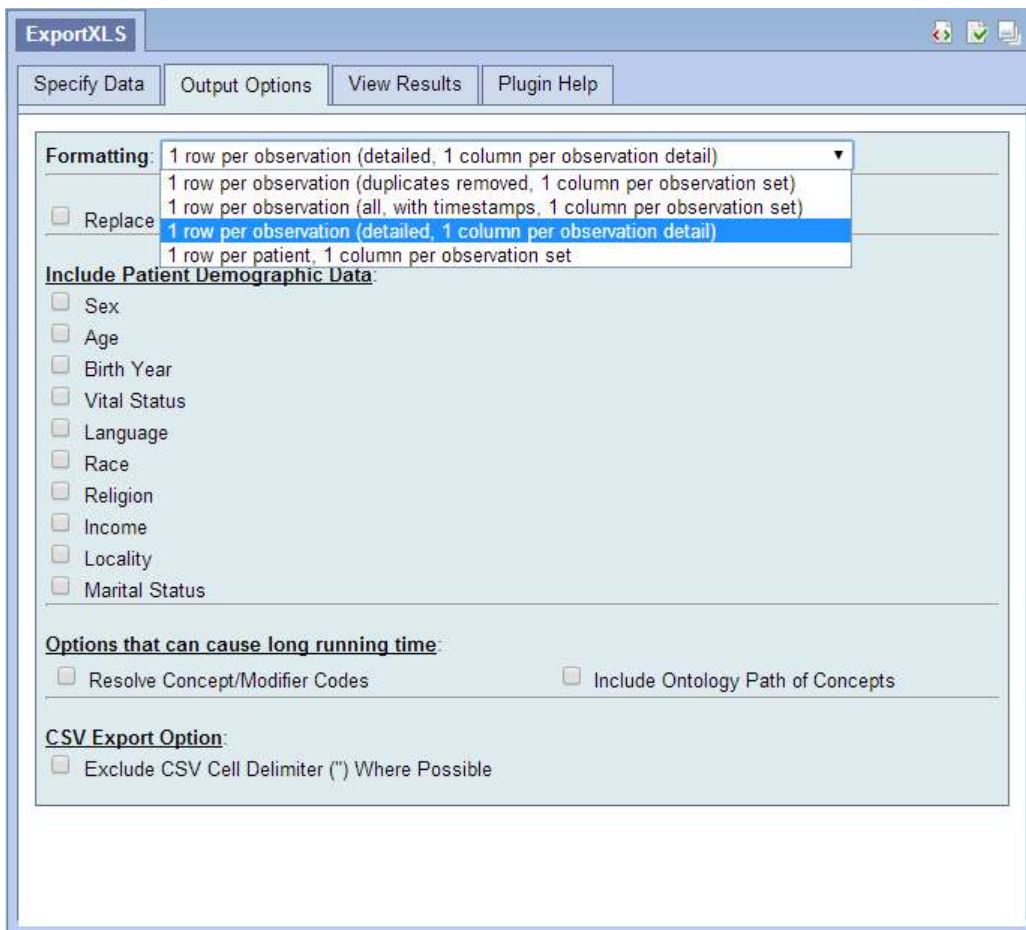 ExportXLS
Specify Data Output Options View Results Plugin Help
Formatting: 1 row per observation (detailed, 1 column per observation detail)
1 row per observation (duplicates removed, 1 column per observation set)
1 row per observation (all, with timestamps, 1 column per observation set)
Replace
1 row per observation (detailed, 1 column per observation detail)
1 row per patient, 1 column per observation set
Include Patient Demographic Data:
Sex
Age
Birth Year
Vital Status
Language
Race
Religion
Income
Locality
Marital Status
Options that can cause long running time:
Resolve Concept/Modifier Codes Include Ontology Path of Concepts
CSV Export Option:
Exclude CSV Cell Delimiter (") Where Possible